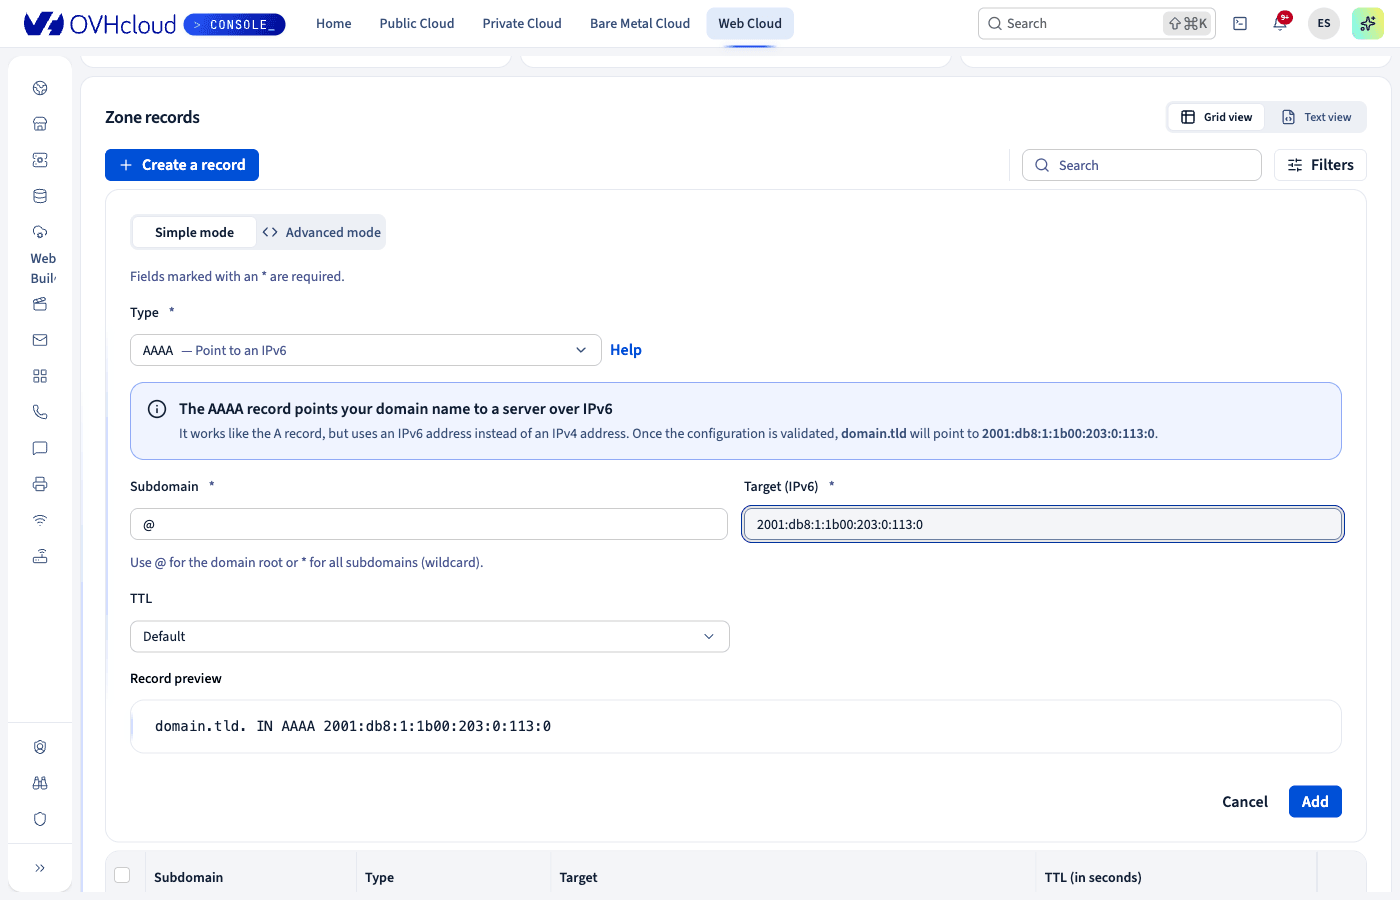 OVHcloud > CONSOLE_ Home Public Cloud Private Cloud Bare Metal Cloud Web Cloud Search ⇧⌘K 9+ ES
Zone records
Grid view Text view
+ Create a record
Search
Filters
Simple mode <> Advanced mode
Web
Fields marked with an * are required.
Type *
AAAA — Point to an IPv6
Help
The AAAA record points your domain name to a server over IPv6
It works like the A record, but uses an IPv6 address instead of an IPv4 address. Once the configuration is validated, domain.tld will point to 2001:db8:1:1b00:203:0:113:0.
Subdomain *
Target (IPv6) *
@
2001:db8:1:1b00:203:0:113:0
Use @ for the domain root or * for all subdomains (wildcard).
TTL
Default
Record preview
domain.tld. IN AAAA 2001:db8:1:1b00:203:0:113:0
Cancel Add
Subdomain Type Target TTL (in seconds)